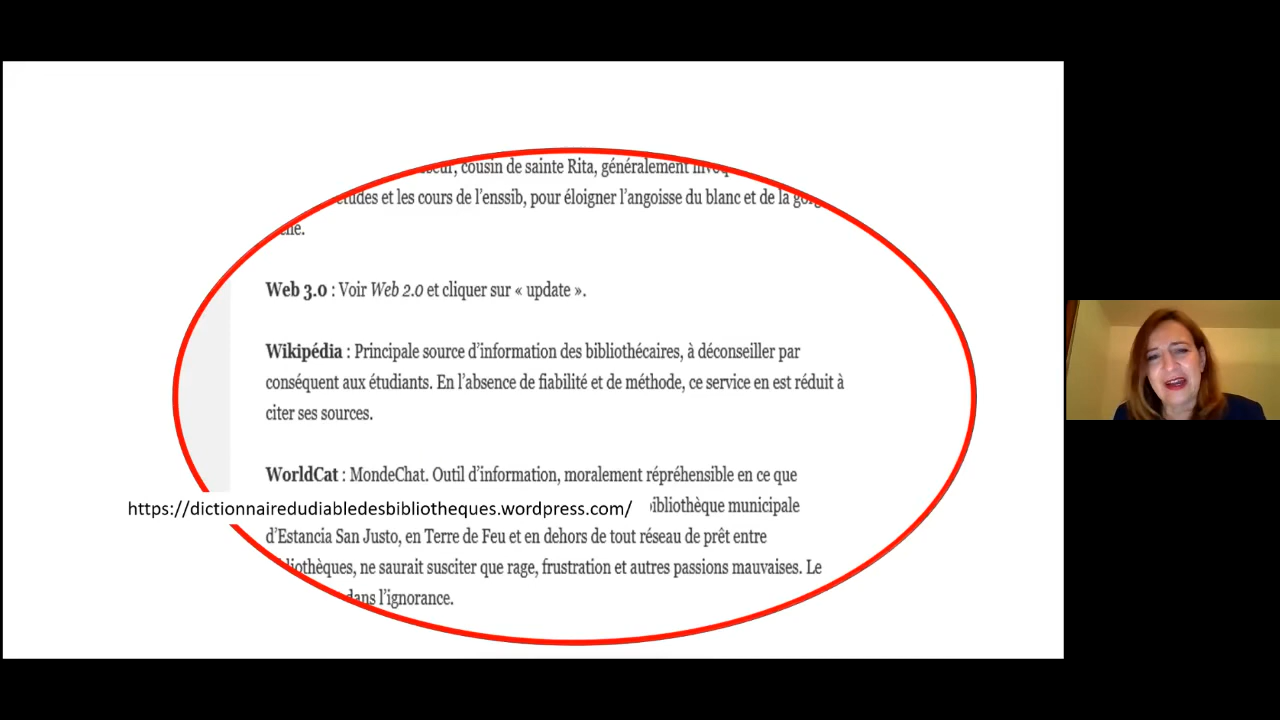 cousin de sainte Rita, généralement
et les cours de l'enssib, pour éloigner l'angoisse du blanc et de la
Web 3.0 : Voir Web 2.0 et cliquer sur « update ».
Wikipédia : Principale source d'information des bibliothécaires, à déconseiller par
conséquent aux étudiants. En l'absence de fiabilité et de méthode, ce service en est réduit à
citer ses sources.
WorldCat : MondeChat. Outil d'information, moralement répréhensible en ce que
https://dictionnairedudiabledesbibliotheques.wordpress.com/
municipale
d'Estancia San Justo, en Terre de Feu et en dehors de tout réseau de prêt entre
ne saurait susciter que rage, frustration et autres passions mauvaises. Le
dans l'ignorance.